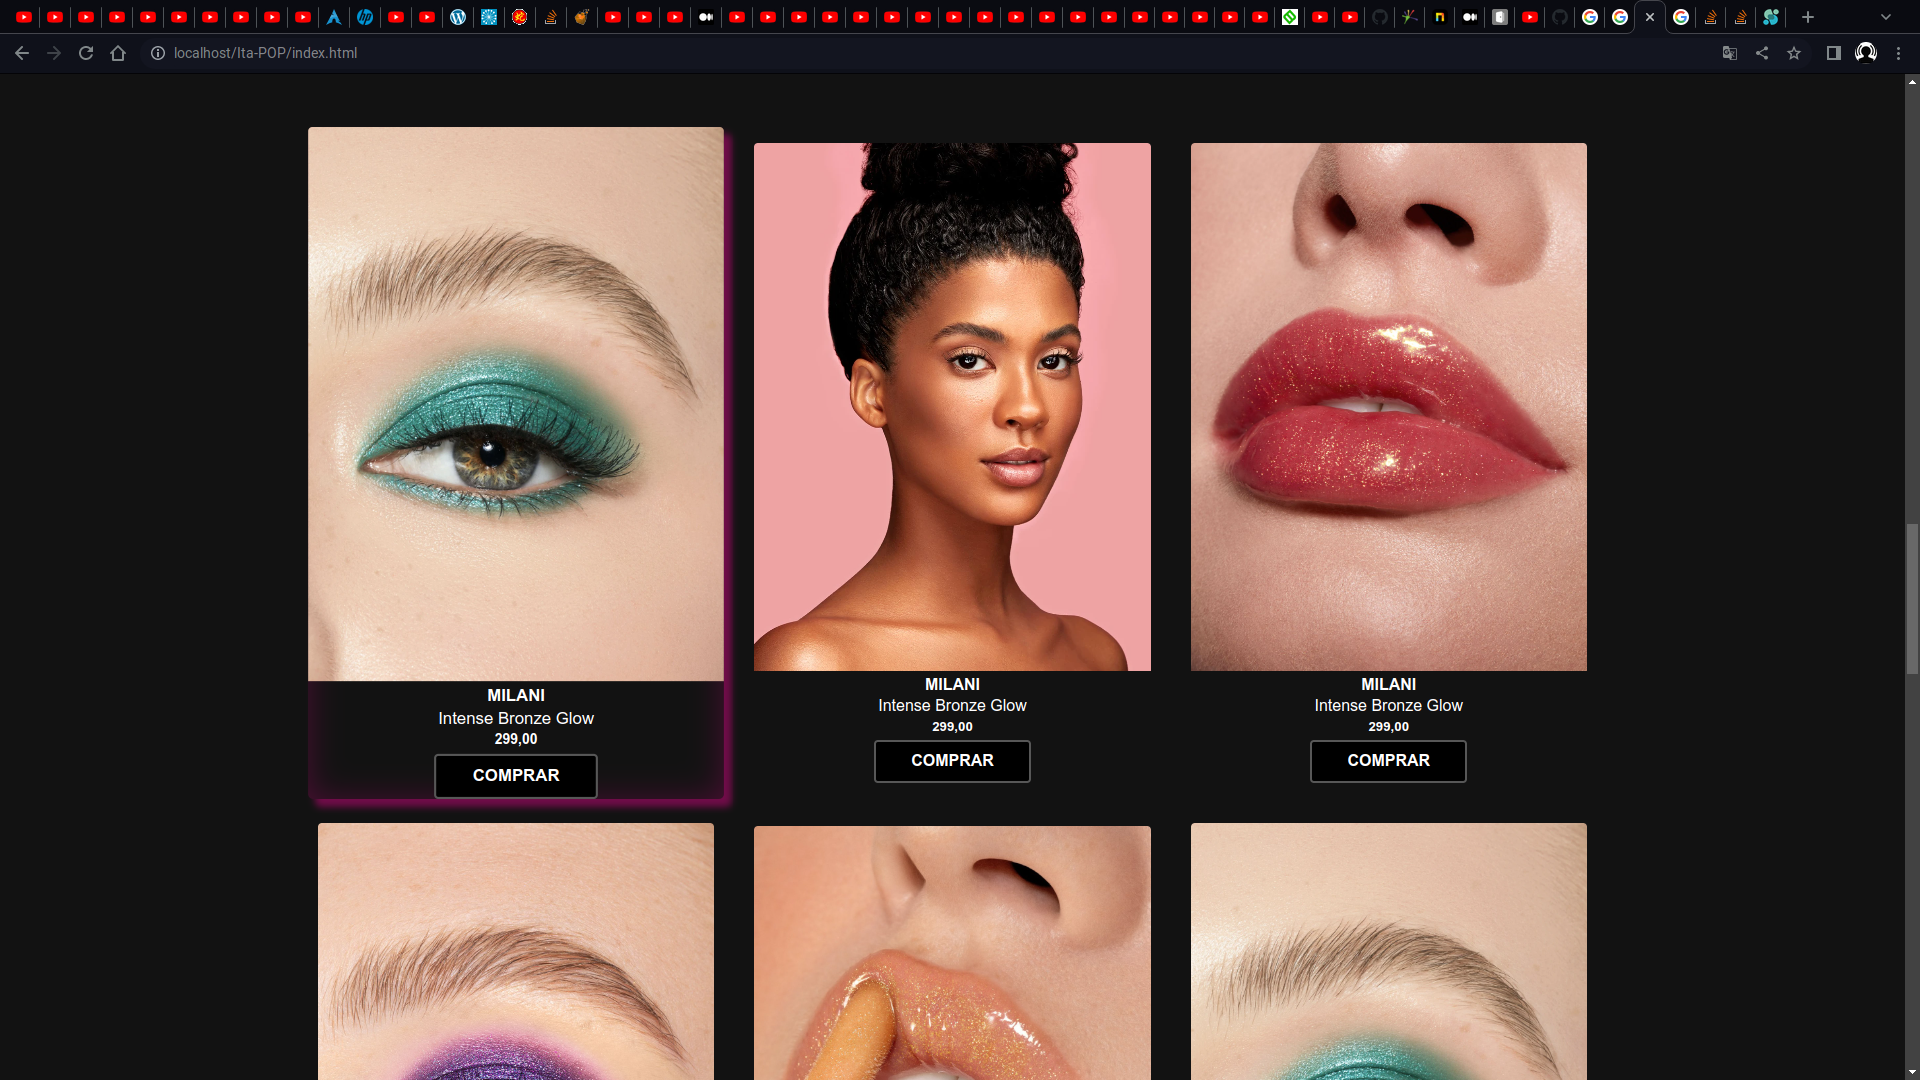 localhost/Ita-POP/index.html
MILANI
Intense Bronze Glow
299,00
COMPRAR
MILANI
Intense Bronze Glow
299,00
COMPRAR
MILANI
Intense Bronze Glow
299,00
COMPRAR